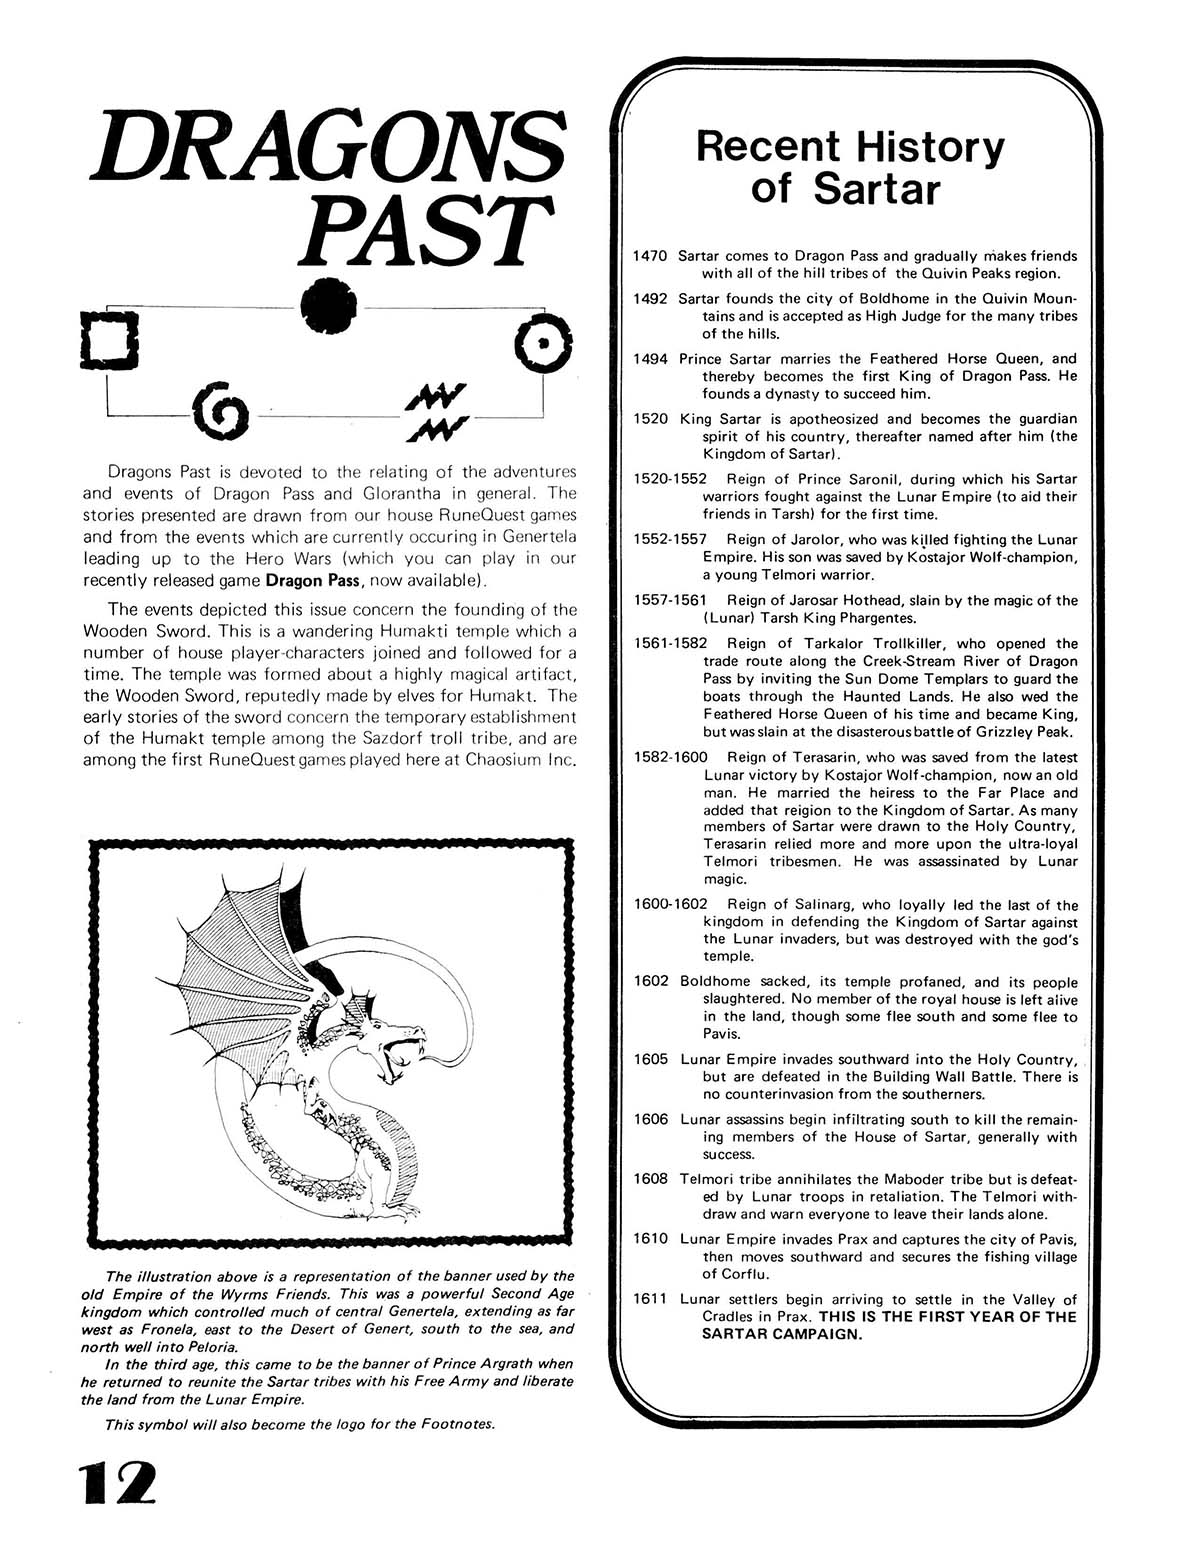 DRAGONS
PAST
Dragons Past is devoted to the relating of the adventures
and events of Dragon Pass and Glorantha in general. The
stories presented are drawn from our house RuneQuest games
and from the events which are currently occuring in Genertela
leading up to the Hero Wars (which you can play in our
recently released game Dragon Pass, now available).
The events depicted this issue concern the founding of the
Wooden Sword. This is a wandering Humakti temple which a
number of house player-characters joined and followed for a
time. The temple was formed about a highly magical artifact,
the Wooden Sword, reputedly made by elves for Humakt. The
early stories of the sword concern the temporary establishment
of the Humakt temple among the Sazdorf troll tribe, and are
among the first RuneQuest games played here at Chaosium Inc.
The illustration above is a representation of the banner used by the
old Empire of the Wyrms Friends. This was a powerful Second Age
kingdom which controlled much of central Genertela, extending as far
west as Fronela, east to the Desert of Genert, south to the sea, and
north well into Peloria.
In the third age, this came to be the banner of Prince Argrath when
he returned to reunite the Sartar tribes with his Free Army and liberate
the land from the Lunar Empire.
This symbol will also become the logo for the Footnotes.
12
Recent History
of Sartar
1470 Sartar comes to Dragon Pass and gradually makes friends
with all of the hill tribes of the Quivin Peaks region.
1492 Sartar founds the city of Boldhome in the Quivin Moun-
tains and is accepted as High Judge for the many tribes
of the hills.
1494 Prince Sartar marries the Feathered Horse Queen, and
thereby becomes the first King of Dragon Pass. He
founds a dynasty to succeed him.
1520 King Sartar is apotheosized and becomes the guardian
spirit of his country, thereafter named after him (the
Kingdom of Sartar).
1520-1552 Reign of Prince Saronil, during which his Sartar
warriors fought against the Lunar Empire (to aid their
friends in Tarsh) for the first time.
1552-1557 Reign of Jarolor, who was killed fighting the Lunar
Empire. His son was saved by Kostajor Wolf-champion,
a young Telmori warrior.
1557-1561 Reign of Jarosar Hothead, slain by the magic of the
(Lunar) Tarsh King Phargentes.
1561-1582 Reign of Tarkalor Trollkiller, who opened the
trade route along the Creek-Stream River of Dragon
Pass by inviting the Sun Dome Templars to guard the
boats through the Haunted Lands. He also wed the
Feathered Horse Queen of his time and became King,
but was slain at the disasterous battle of Grizzley Peak.
1582-1600 Reign of Terasarin, who was saved from the latest
Lunar victory by Kostajor Wolf-champion, now an old
man. He married the heiress to the Far Place and
added that reigion to the Kingdom of Sartar. As many
members of Sartar were drawn to the Holy Country,
Terasarin relied more and more upon the ultra-loyal
Telmori tribesmen. He was assassinated by Lunar
magic.
1600-1602 Reign of Salinarg, who loyally led the last of the
kingdom in defending the Kingdom of Sartar against
the Lunar invaders, but was destroyed with the god's
temple.
1602 Boldhome sacked, its temple profaned, and its people
slaughtered. No member of the royal house is left alive
in the land, though some flee south and some flee to
Pavis.
1605 Lunar Empire invades southward into the Holy Country,
but are defeated in the Building Wall Battle. There is
no counterinvasion from the southerners.
1606 Lunar assassins begin infiltrating south to kill the remain-
ing members of the House of Sartar, generally with
success.
1608 Telmori tribe annihilates the Maboder tribe but is defeat-
ed by Lunar troops in retaliation. The Telmori with-
draw and warn everyone to leave their lands alone.
1610 Lunar Empire invades Prax and captures the city of Pavis,
then moves southward and secures the fishing village
of Corflu.
1611 Lunar settlers begin arriving to settle in the Valley of
Cradles in Prax. THIS IS THE FIRST YEAR OF THE
SARTAR CAMPAIGN.